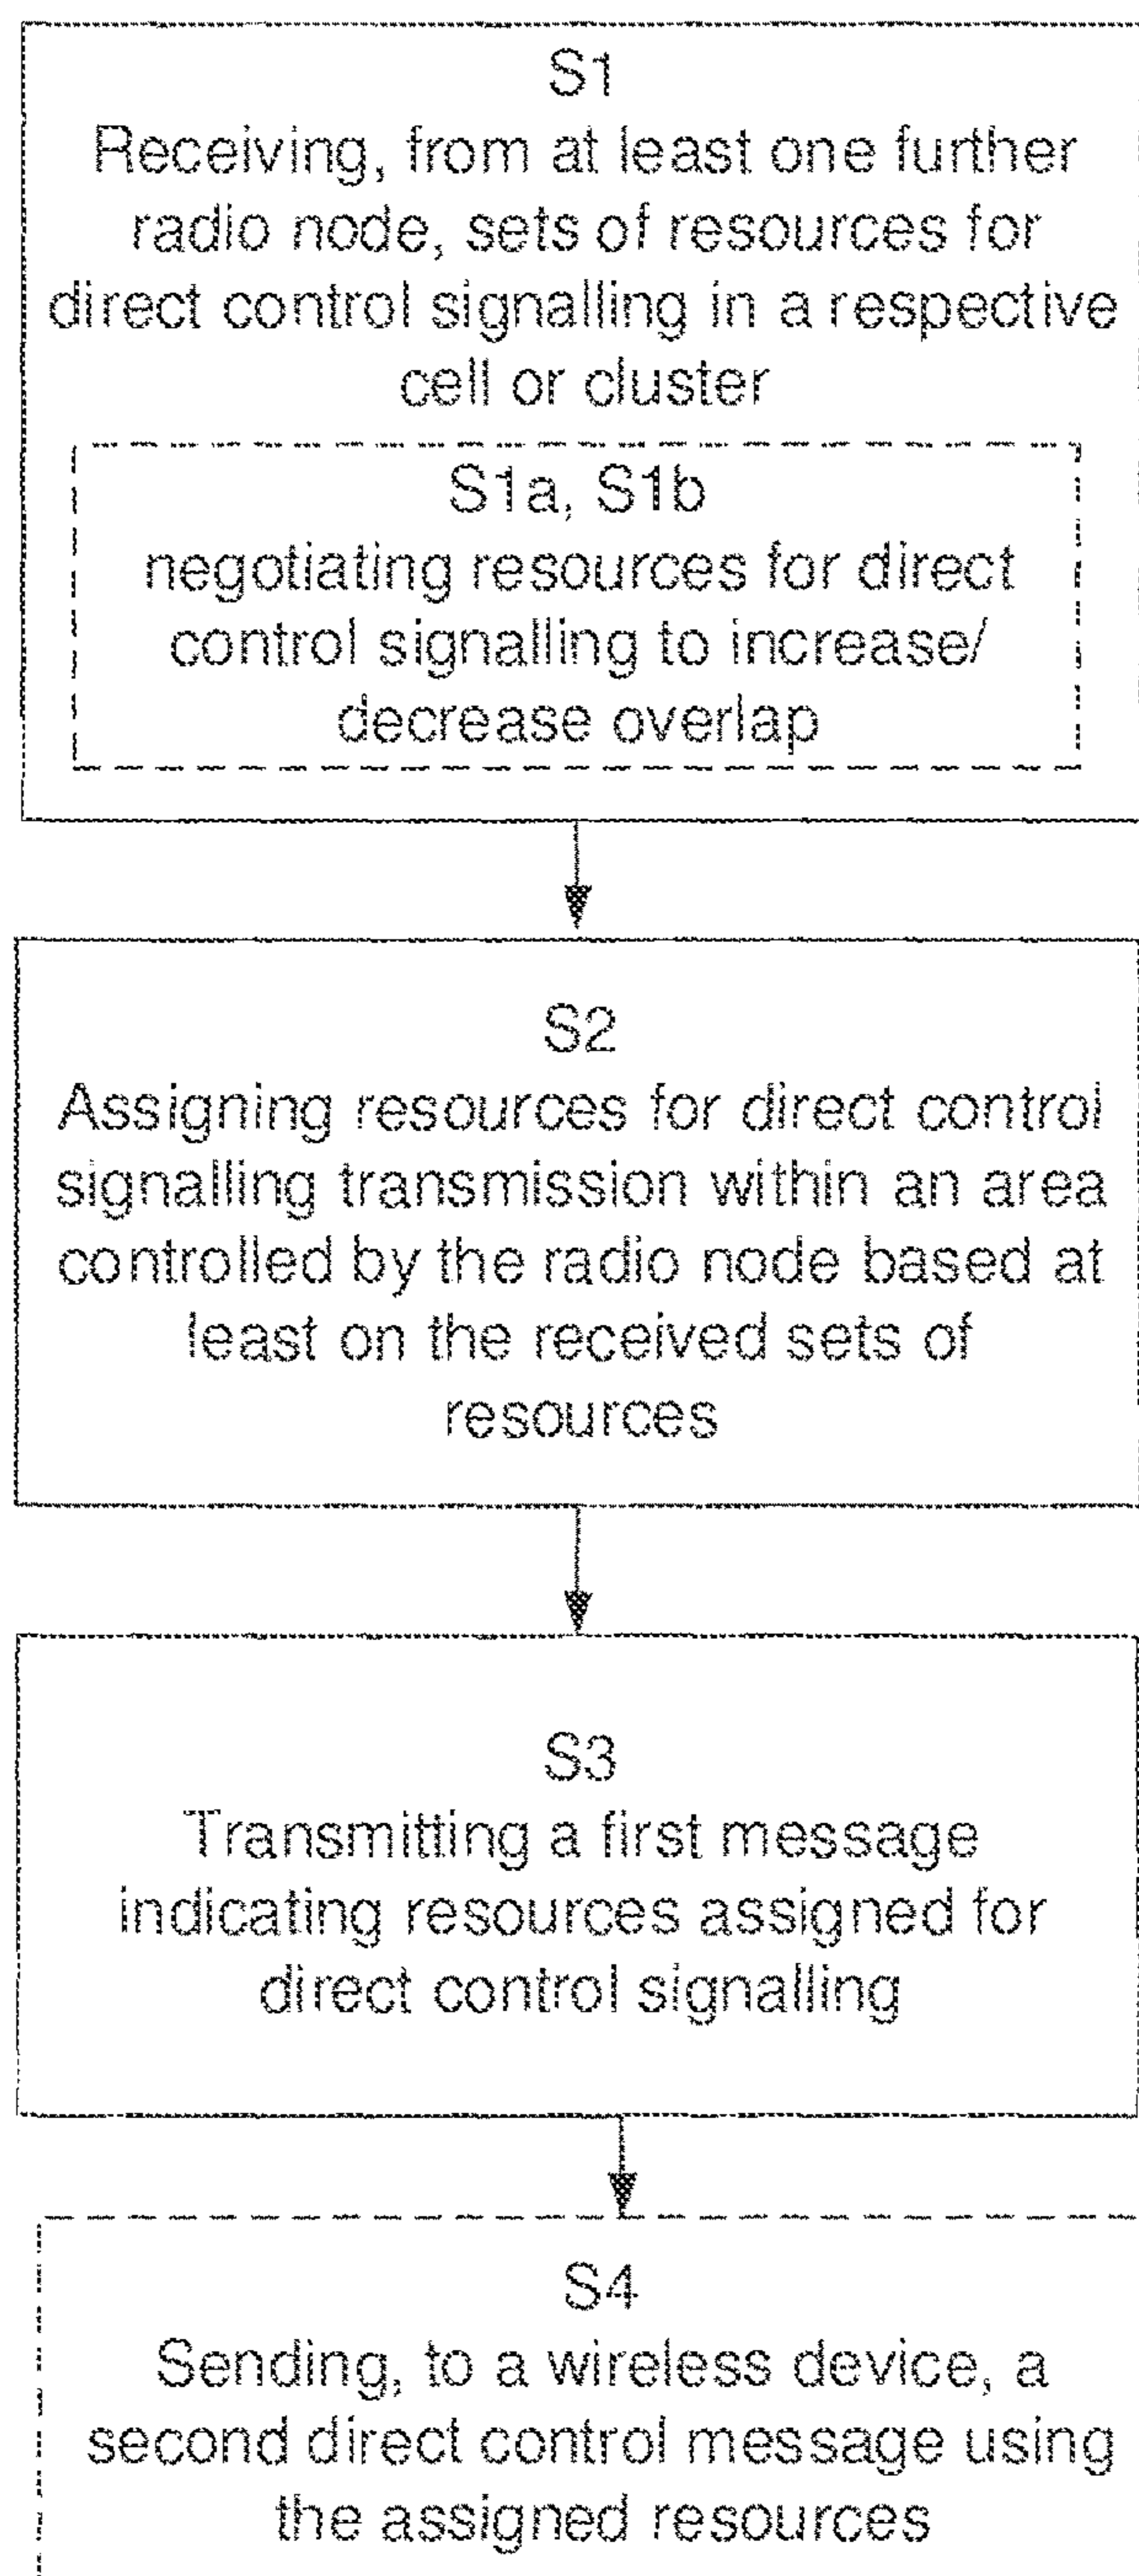 S1
Receiving, from at least one further
radio node, sets of resources for
direct control signalling in a respective
cell or cluster
S1a, S1b
negotiating resources for direct
control signalling to increase/
decrease overlap
S2
Assigning resources for direct control
signalling transmission within an area
controlled by the radio node based at
least on the received sets of
resources
S3
Transmitting a first message
indicating resources assigned for
direct control signalling
S4
Sending, to a wireless device, a
second direct control message using
the assigned resources